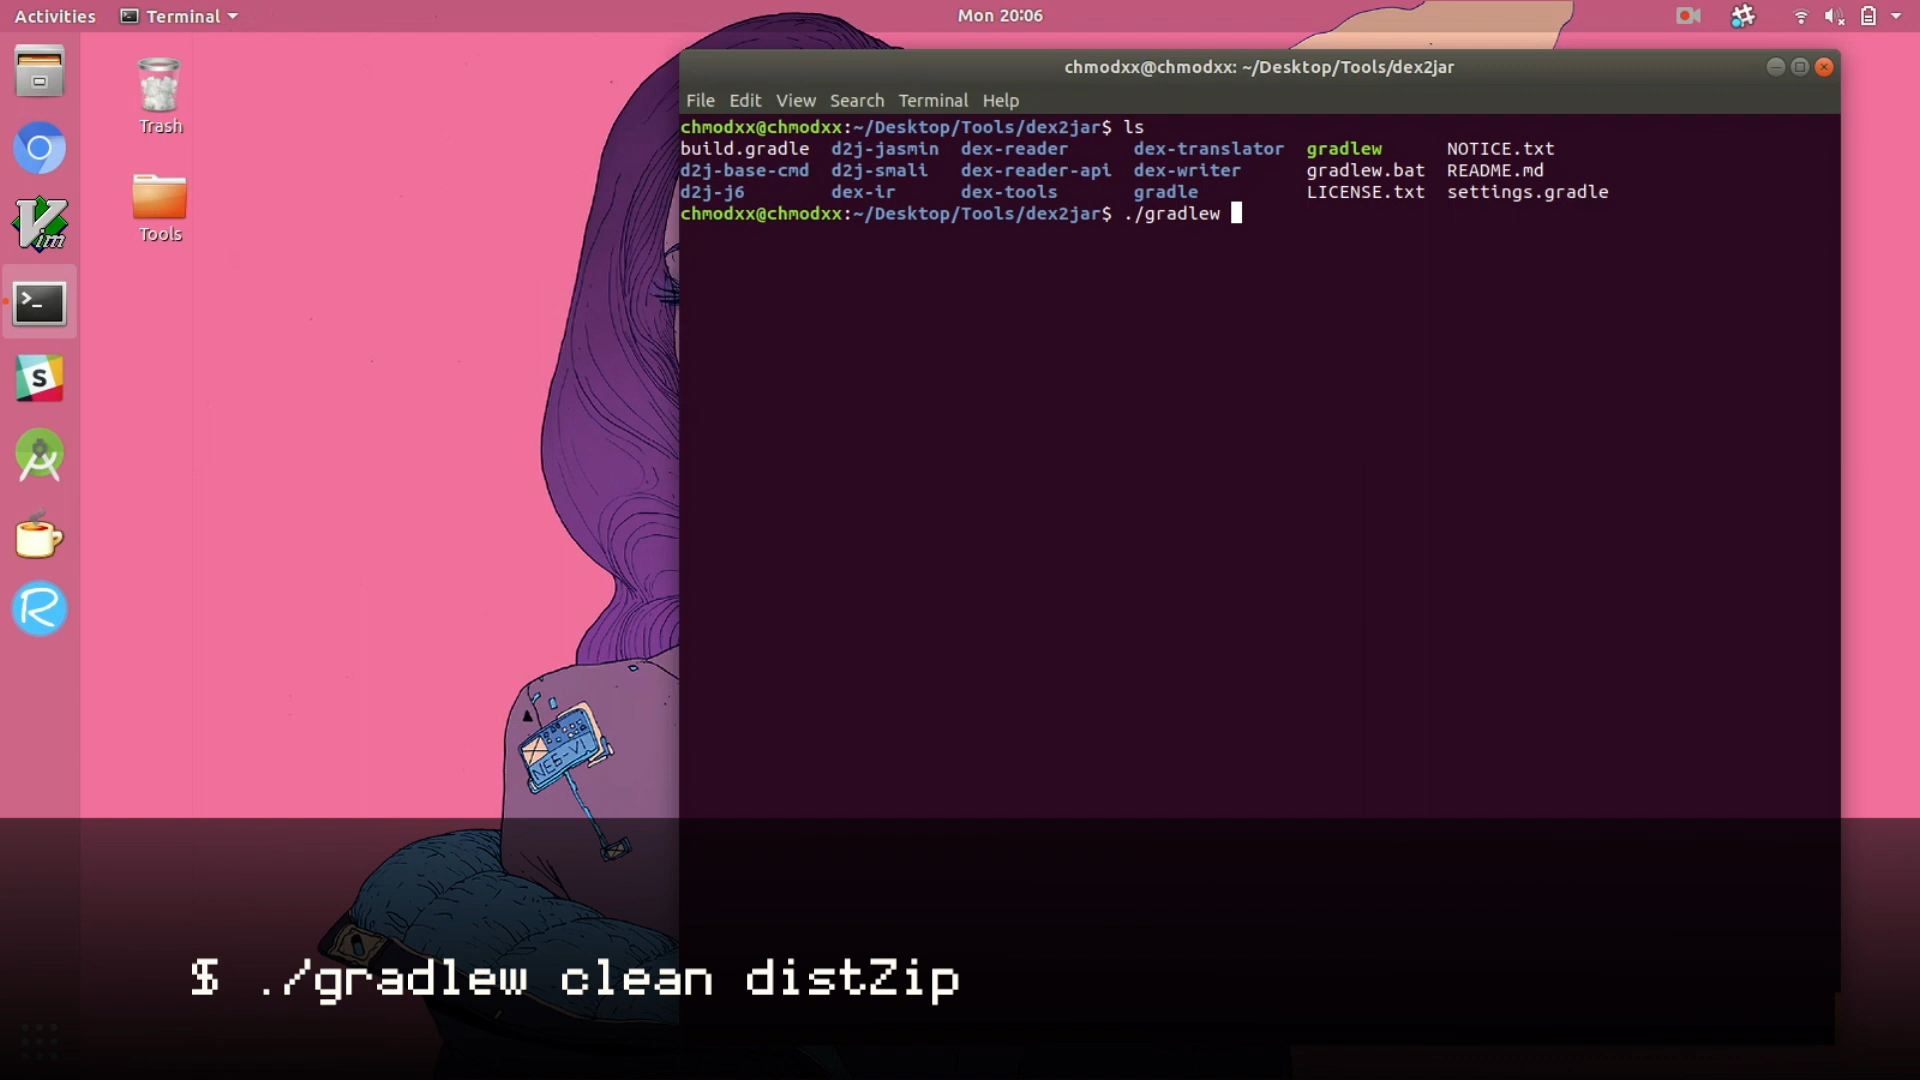 Activities Terminal Mon 20:06
Trash
Tools
chmodxx@chmodxx: ~/Desktop/Tools/dex2jar
File Edit View Search Terminal Help
chmodxx@chmodxx:~/Desktop/Tools/dex2jar$ ls
build.gradle d2j-jasmin dex-reader dex-translator gradlew NOTICE.txt
d2j-base-cmd d2j-smali dex-reader-api dex-writer gradlew.bat README.md
d2j-j6 dex-ir dex-tools gradle LICENSE.txt settings.gradle
chmodxx@chmodxx:~/Desktop/Tools/dex2jar$ ./gradlew
Vim
>_
S
R
NE6-VI
$ ./gradlew clean distZip